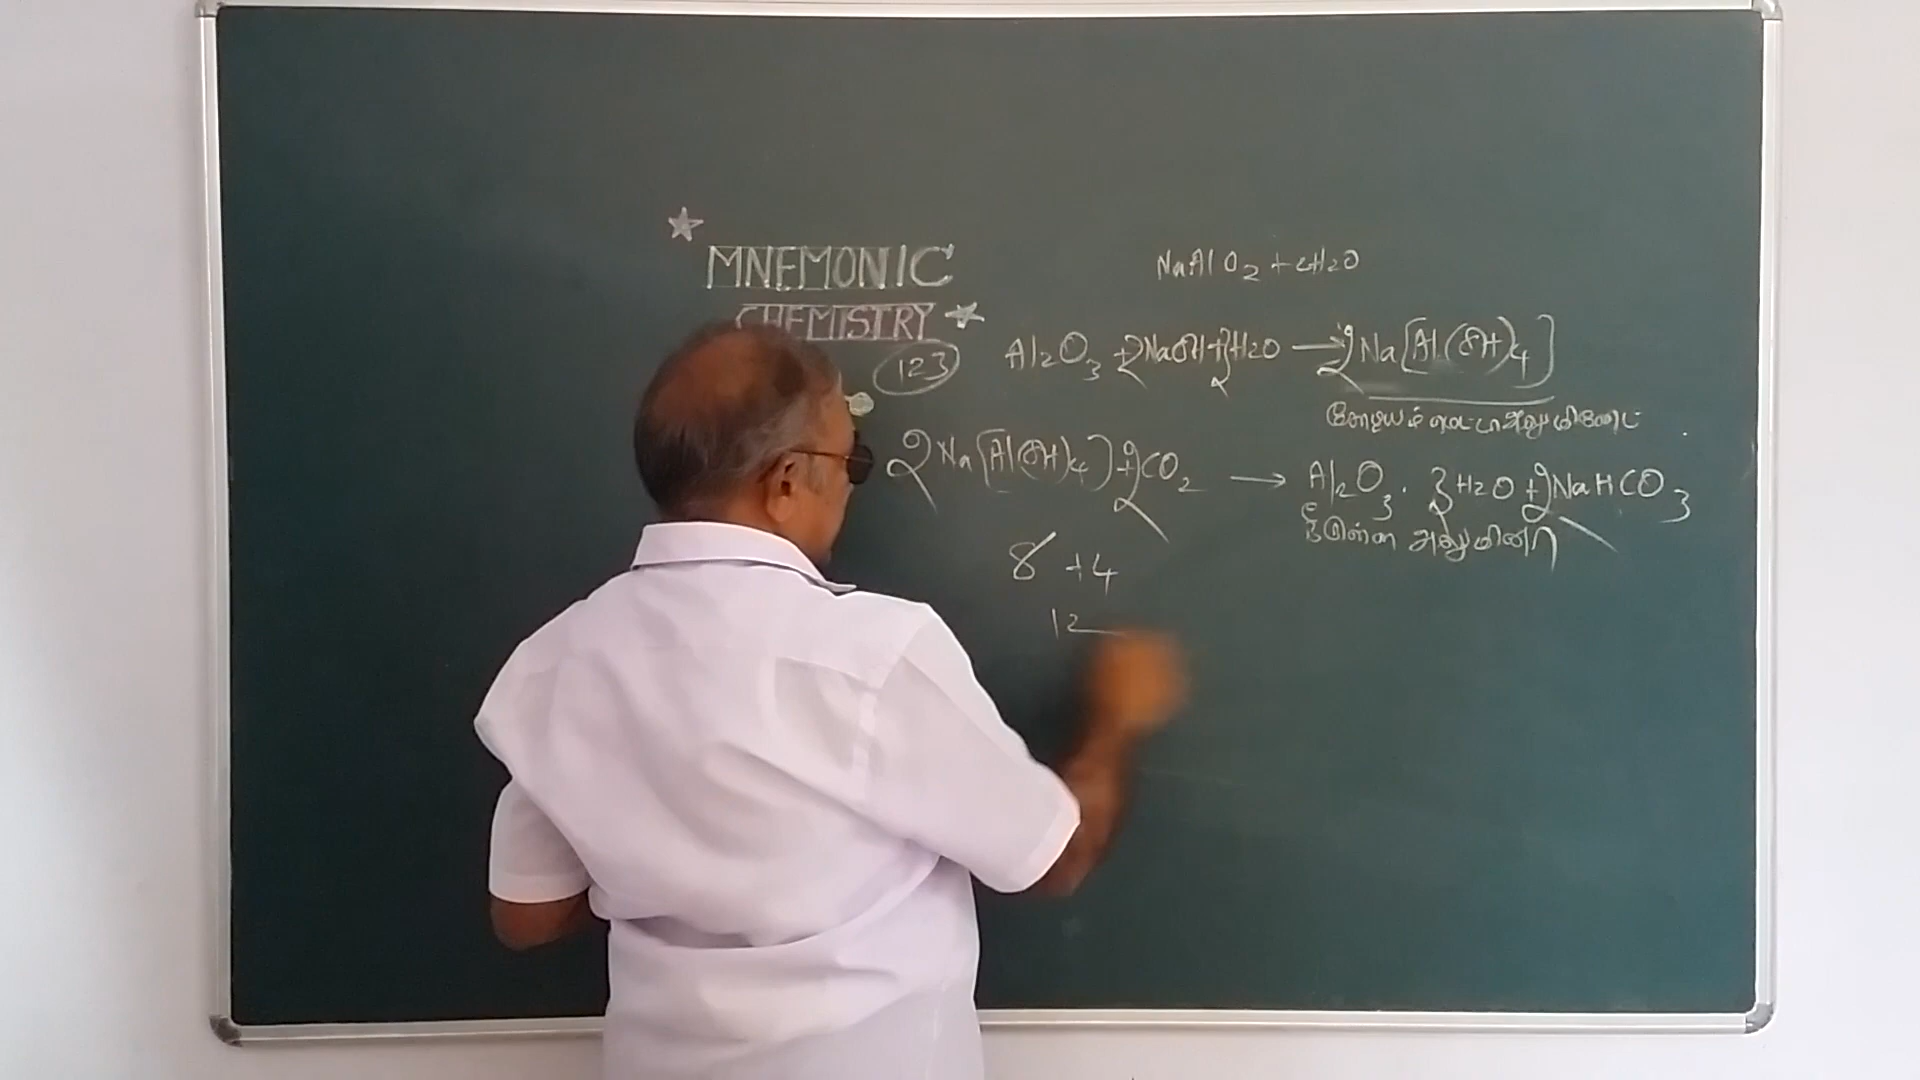 MNEMONIC
CHEMISTRY
123
NaAlO2 + 2H2O
Al2O3 + 2NaOH + 3H2O → 2Na[Al(OH)4]
2Na[Al(OH)4] + 2CO2 → Al2O3 . 3H2O + 2NaHCO3
அலுமினா
8 + 4
12